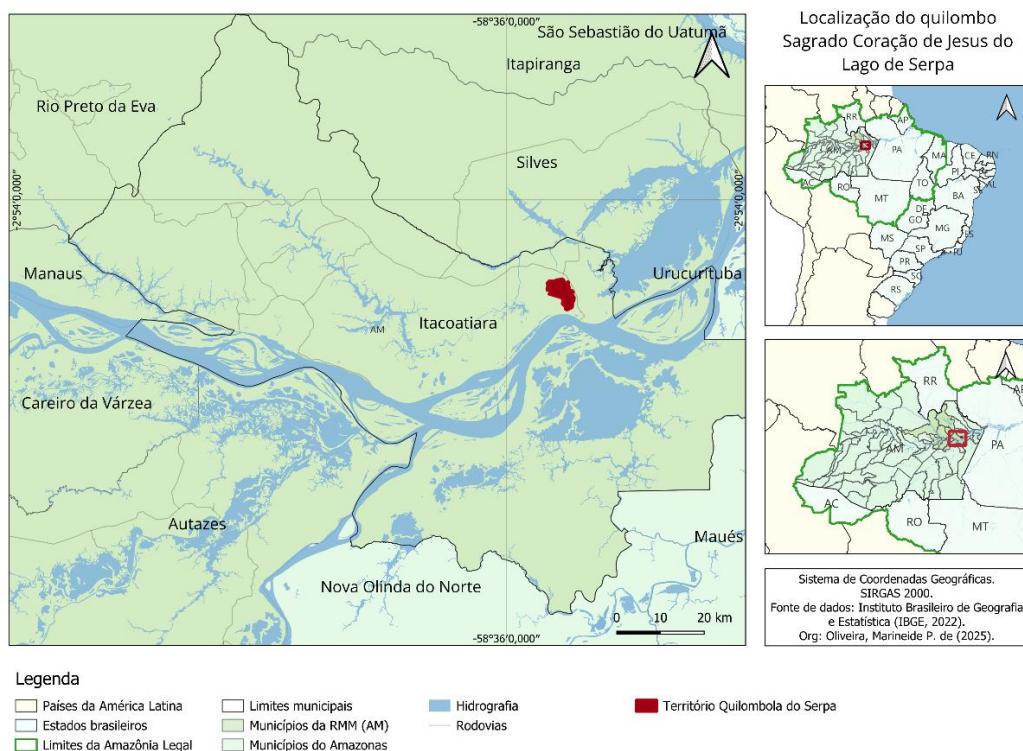 -58°36'0,000"
São Sebastião do Uatumã
Itapiranga
Rio Preto da Eva
Silves
-2°54'0,000"
-2°54'0,000"
Manaus
Urucurituba
Itacoatiara
AM
Careiro da Várzea
Autazes
Maués
Nova Olinda do Norte
-58°36'0,000"
0 10 20 km
Localização do quilombo
Sagrado Coração de Jesus do
Lago de Serpa
RR
AP
AM
PA
MA
CE
RN
PI
AL
AC
RO
TO
SE
BA
MT
DF
GO
MG
ES
MS
SP
RJ
PR
SC
RS
RR
AP
AM
PA
AC
RO
MT
Sistema de Coordenadas Geográficas.
SIRGAS 2000.
Fonte de dados: Instituto Brasileiro de Geografia
e Estatística (IBGE, 2022).
Org: Oliveira, Marineide P. de (2025).
Legenda
Países da América Latina
Estados brasileiros
Limites da Amazônia Legal
Limites municipais
Municípios da RMM (AM)
Municípios do Amazonas
Hidrografia
Rodovias
Território Quilombola do Serpa